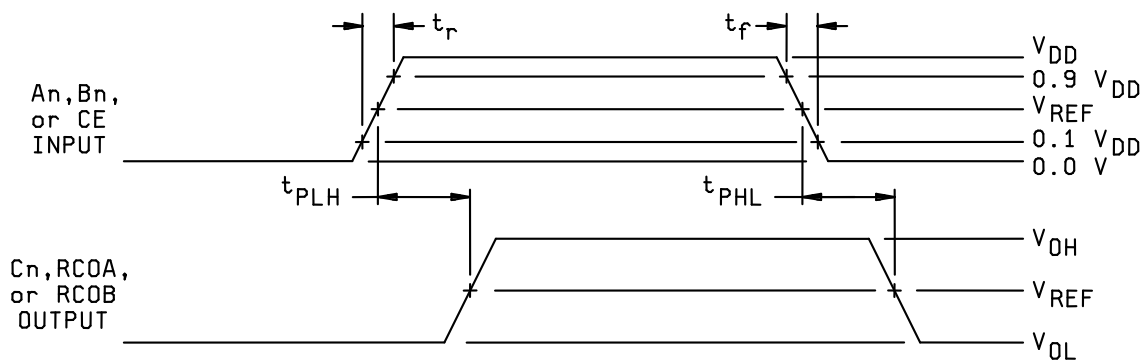 t_r
t_f
V_DD
0.9 V_DD
An,Bn,
or CE
INPUT
V_REF
0.1 V_DD
0.0 V
t_PLH
t_PHL
V_OH
Cn,RCOA,
or RCOB
OUTPUT
V_REF
V_OL